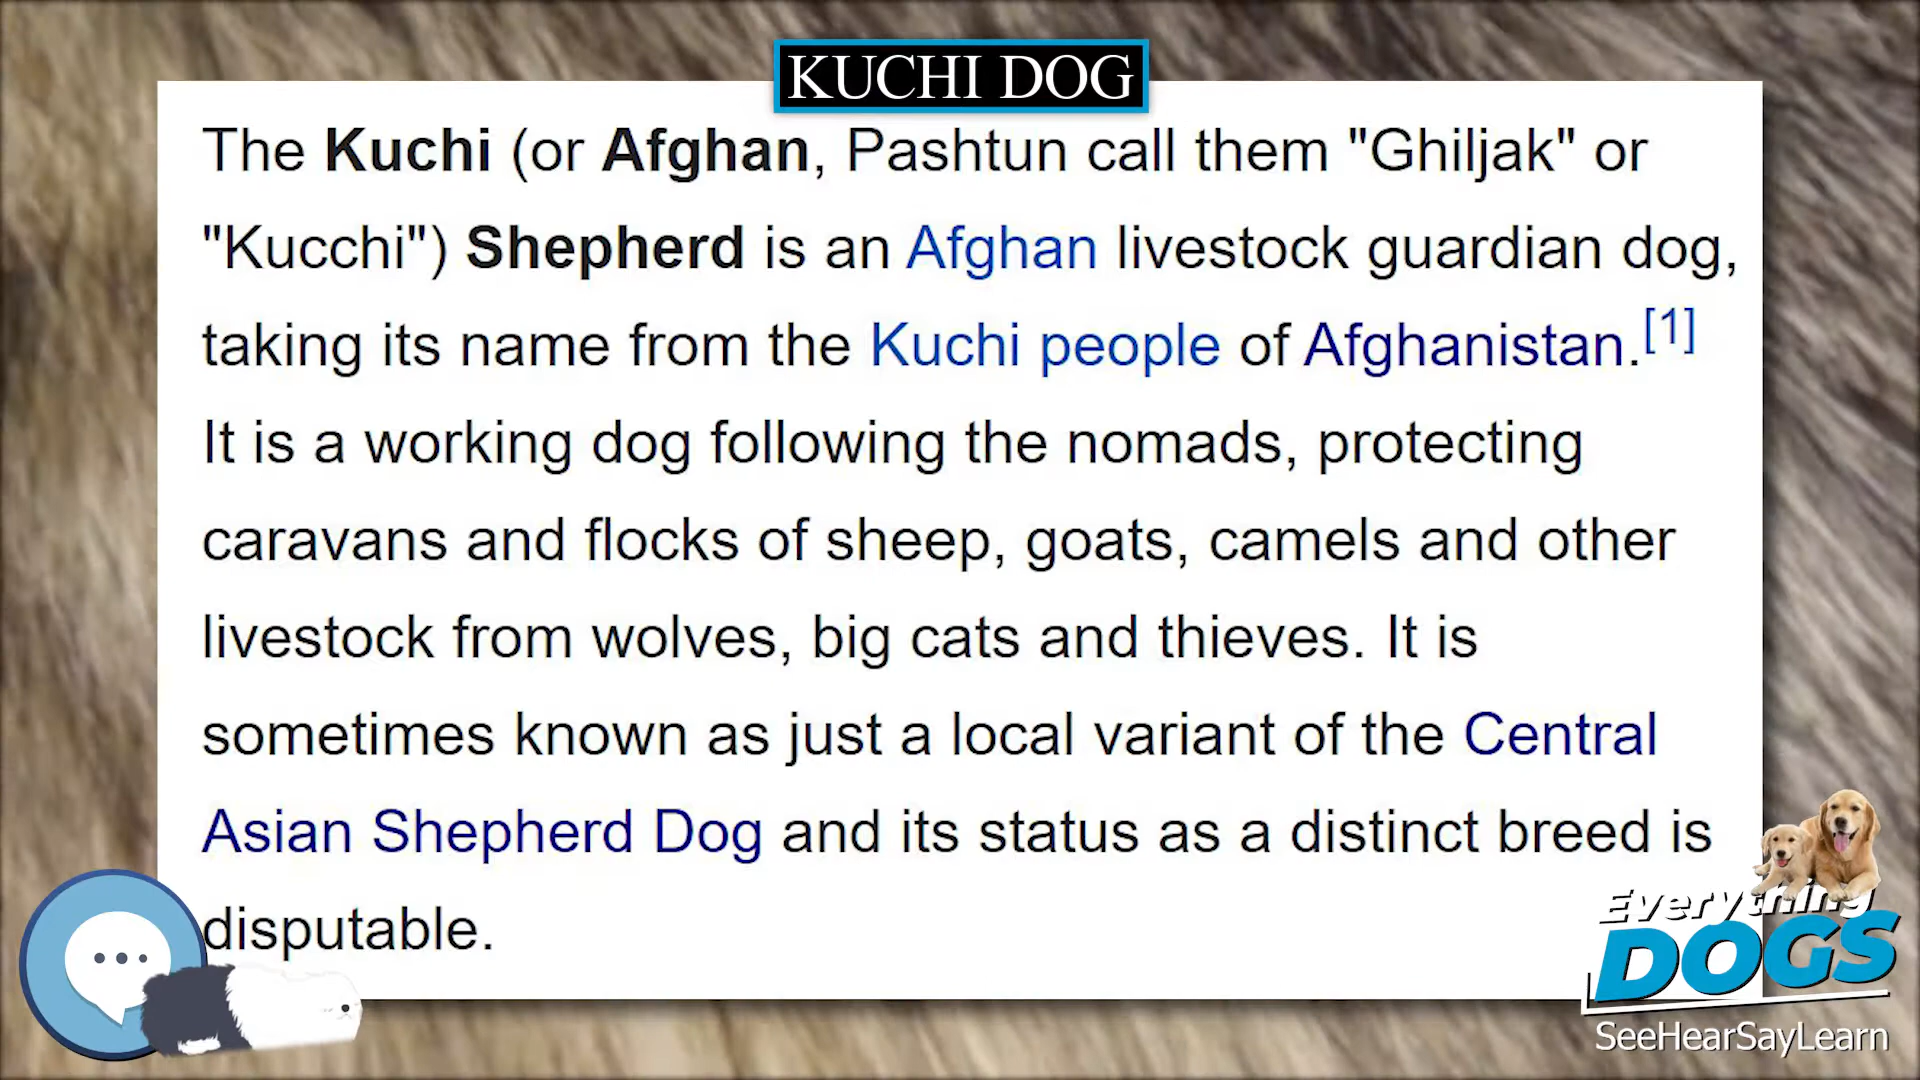 KUCHI DOG
The Kuchi (or Afghan, Pashtun call them "Ghiljak" or
"Kucchi") Shepherd is an Afghan livestock guardian dog,
taking its name from the Kuchi people of Afghanistan.[1]
It is a working dog following the nomads, protecting
caravans and flocks of sheep, goats, camels and other
livestock from wolves, big cats and thieves. It is
sometimes known as just a local variant of the Central
Asian Shepherd Dog and its status as a distinct breed is
disputable.
Everything
DOGS
SeeHearSayLearn